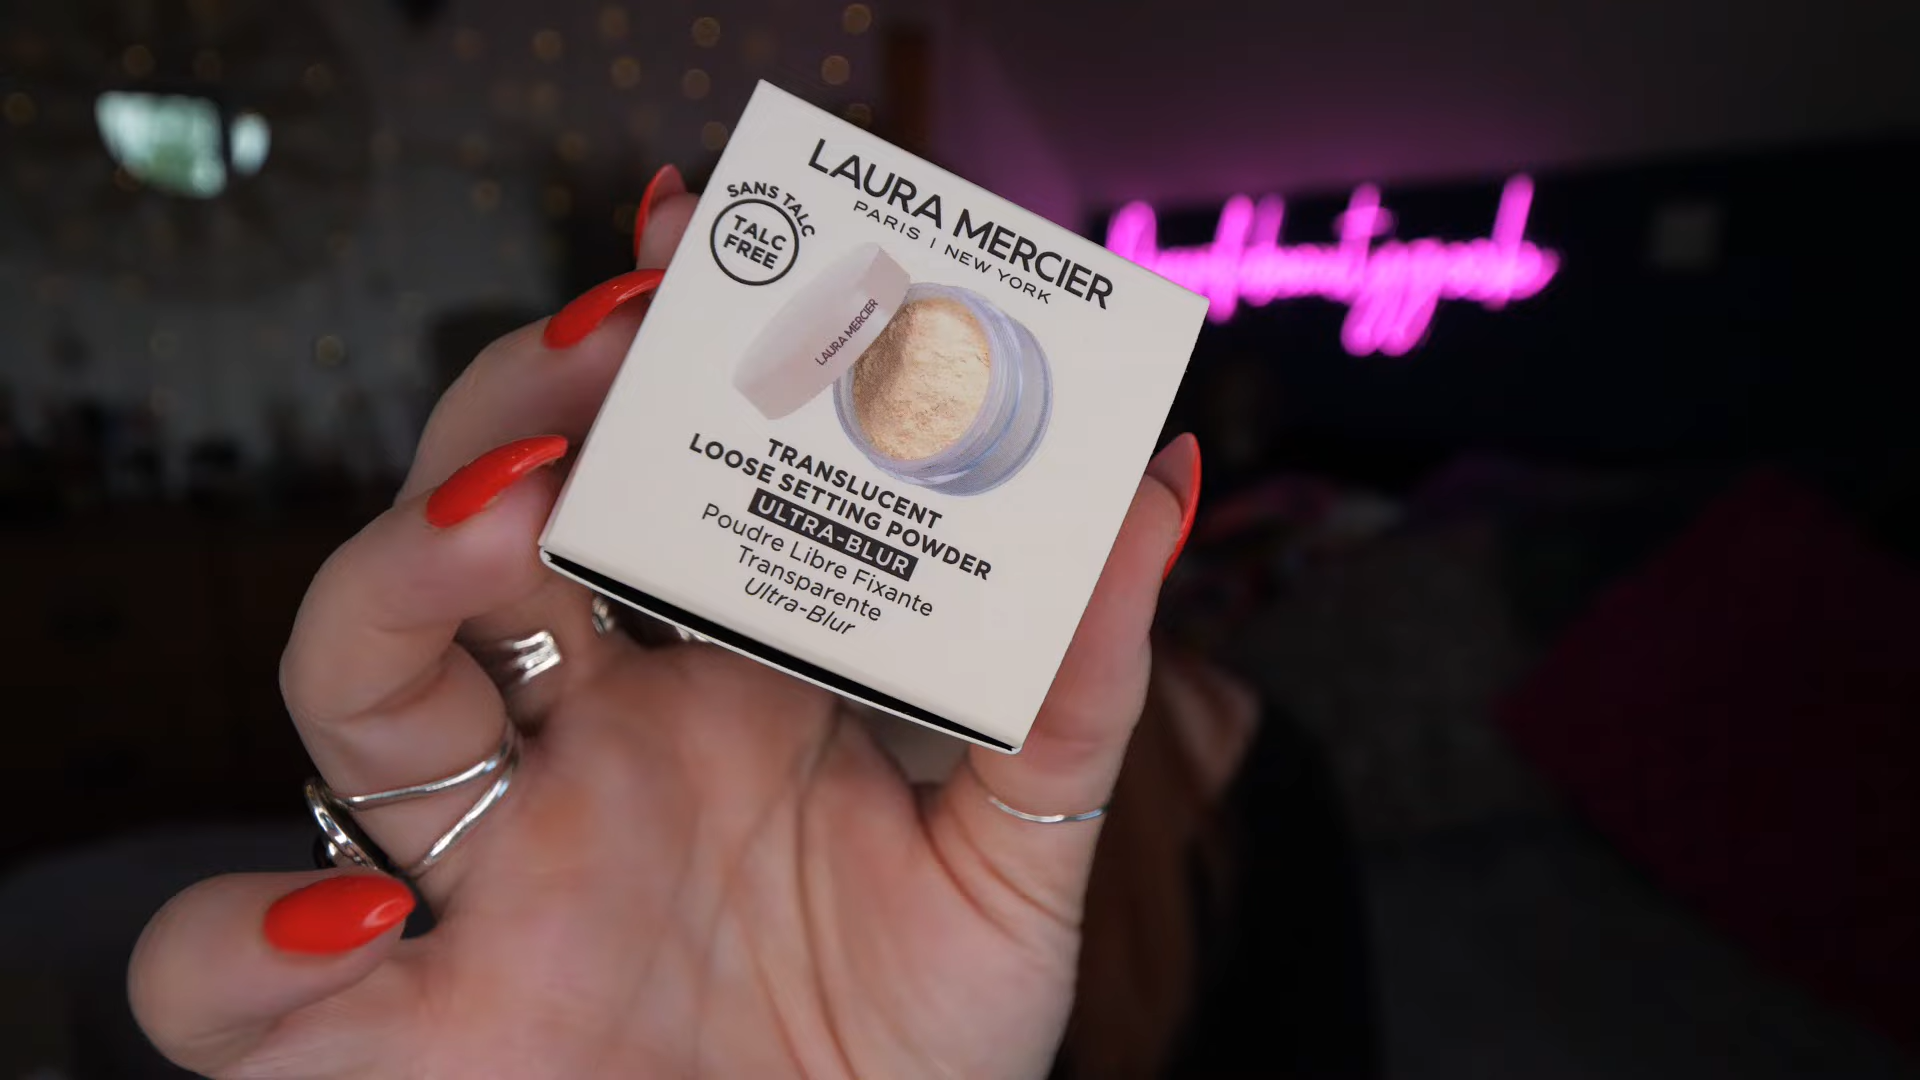 LAURA MERCIER
PARIS | NEW YORK
SANS TALC
TALC
FREE
LAURA MERCIER
TRANSLUCENT
LOOSE SETTING POWDER
ULTRA-BLUR
Poudre Libre Fixante
Transparente
Ultra-Blur